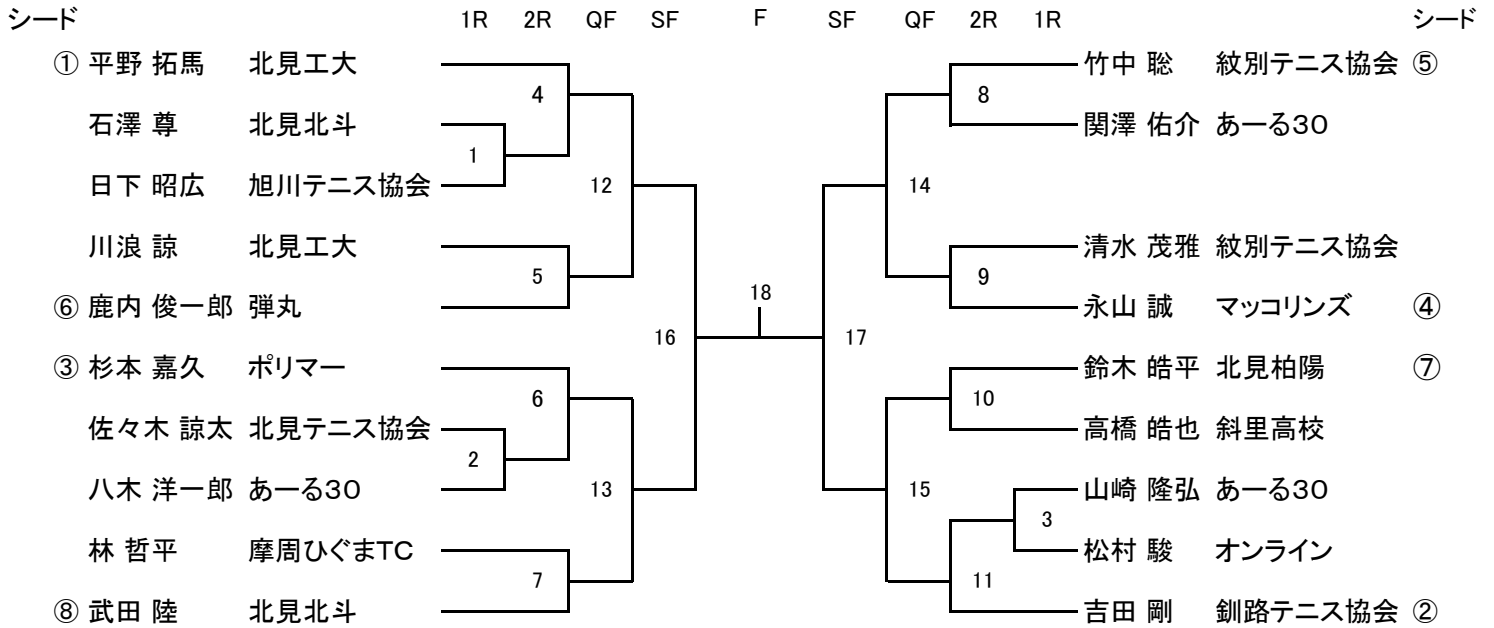 シード 1R 2R QF SF F SF QF 2R 1R シード
① 平野 拓馬 北見工大 竹中 聡 紋別テニス協会 ⑤
4 8
石澤 尊 北見北斗 関澤 佑介 あーる30
1
日下 昭広 旭川テニス協会 12 14
川浪 諒 北見工大 清水 茂雅 紋別テニス協会
5 9
18
⑥ 鹿内 俊一郎 弾丸 永山 誠 マッコリンズ ④
16 17
③ 杉本 嘉久 ポリマー 鈴木 皓平 北見柏陽 ⑦
6 10
佐々木 諒太 北見テニス協会 高橋 皓也 斜里高校
2
八木 洋一郎 あーる30 13 15 山崎 隆弘 あーる30
3
林 哲平 摩周ひぐまTC 松村 駿 オンライン
7 11
⑧ 武田 陸 北見北斗 吉田 剛 釧路テニス協会 ②